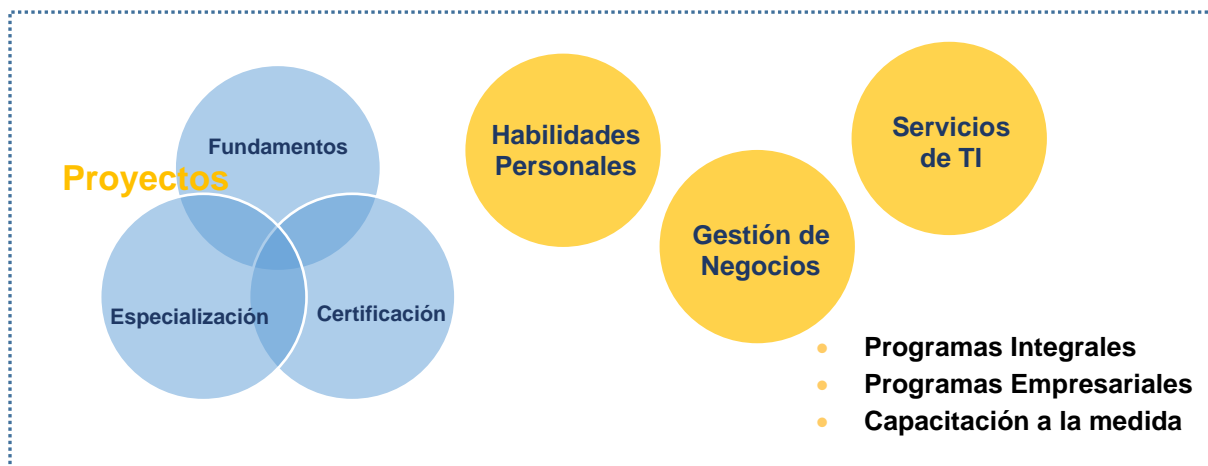 Proyectos
Fundamentos
Especialización
Certificación
Habilidades
Personales
Gestión de
Negocios
Servicios
de TI
Programas Integrales
Programas Empresariales
Capacitación a la medida